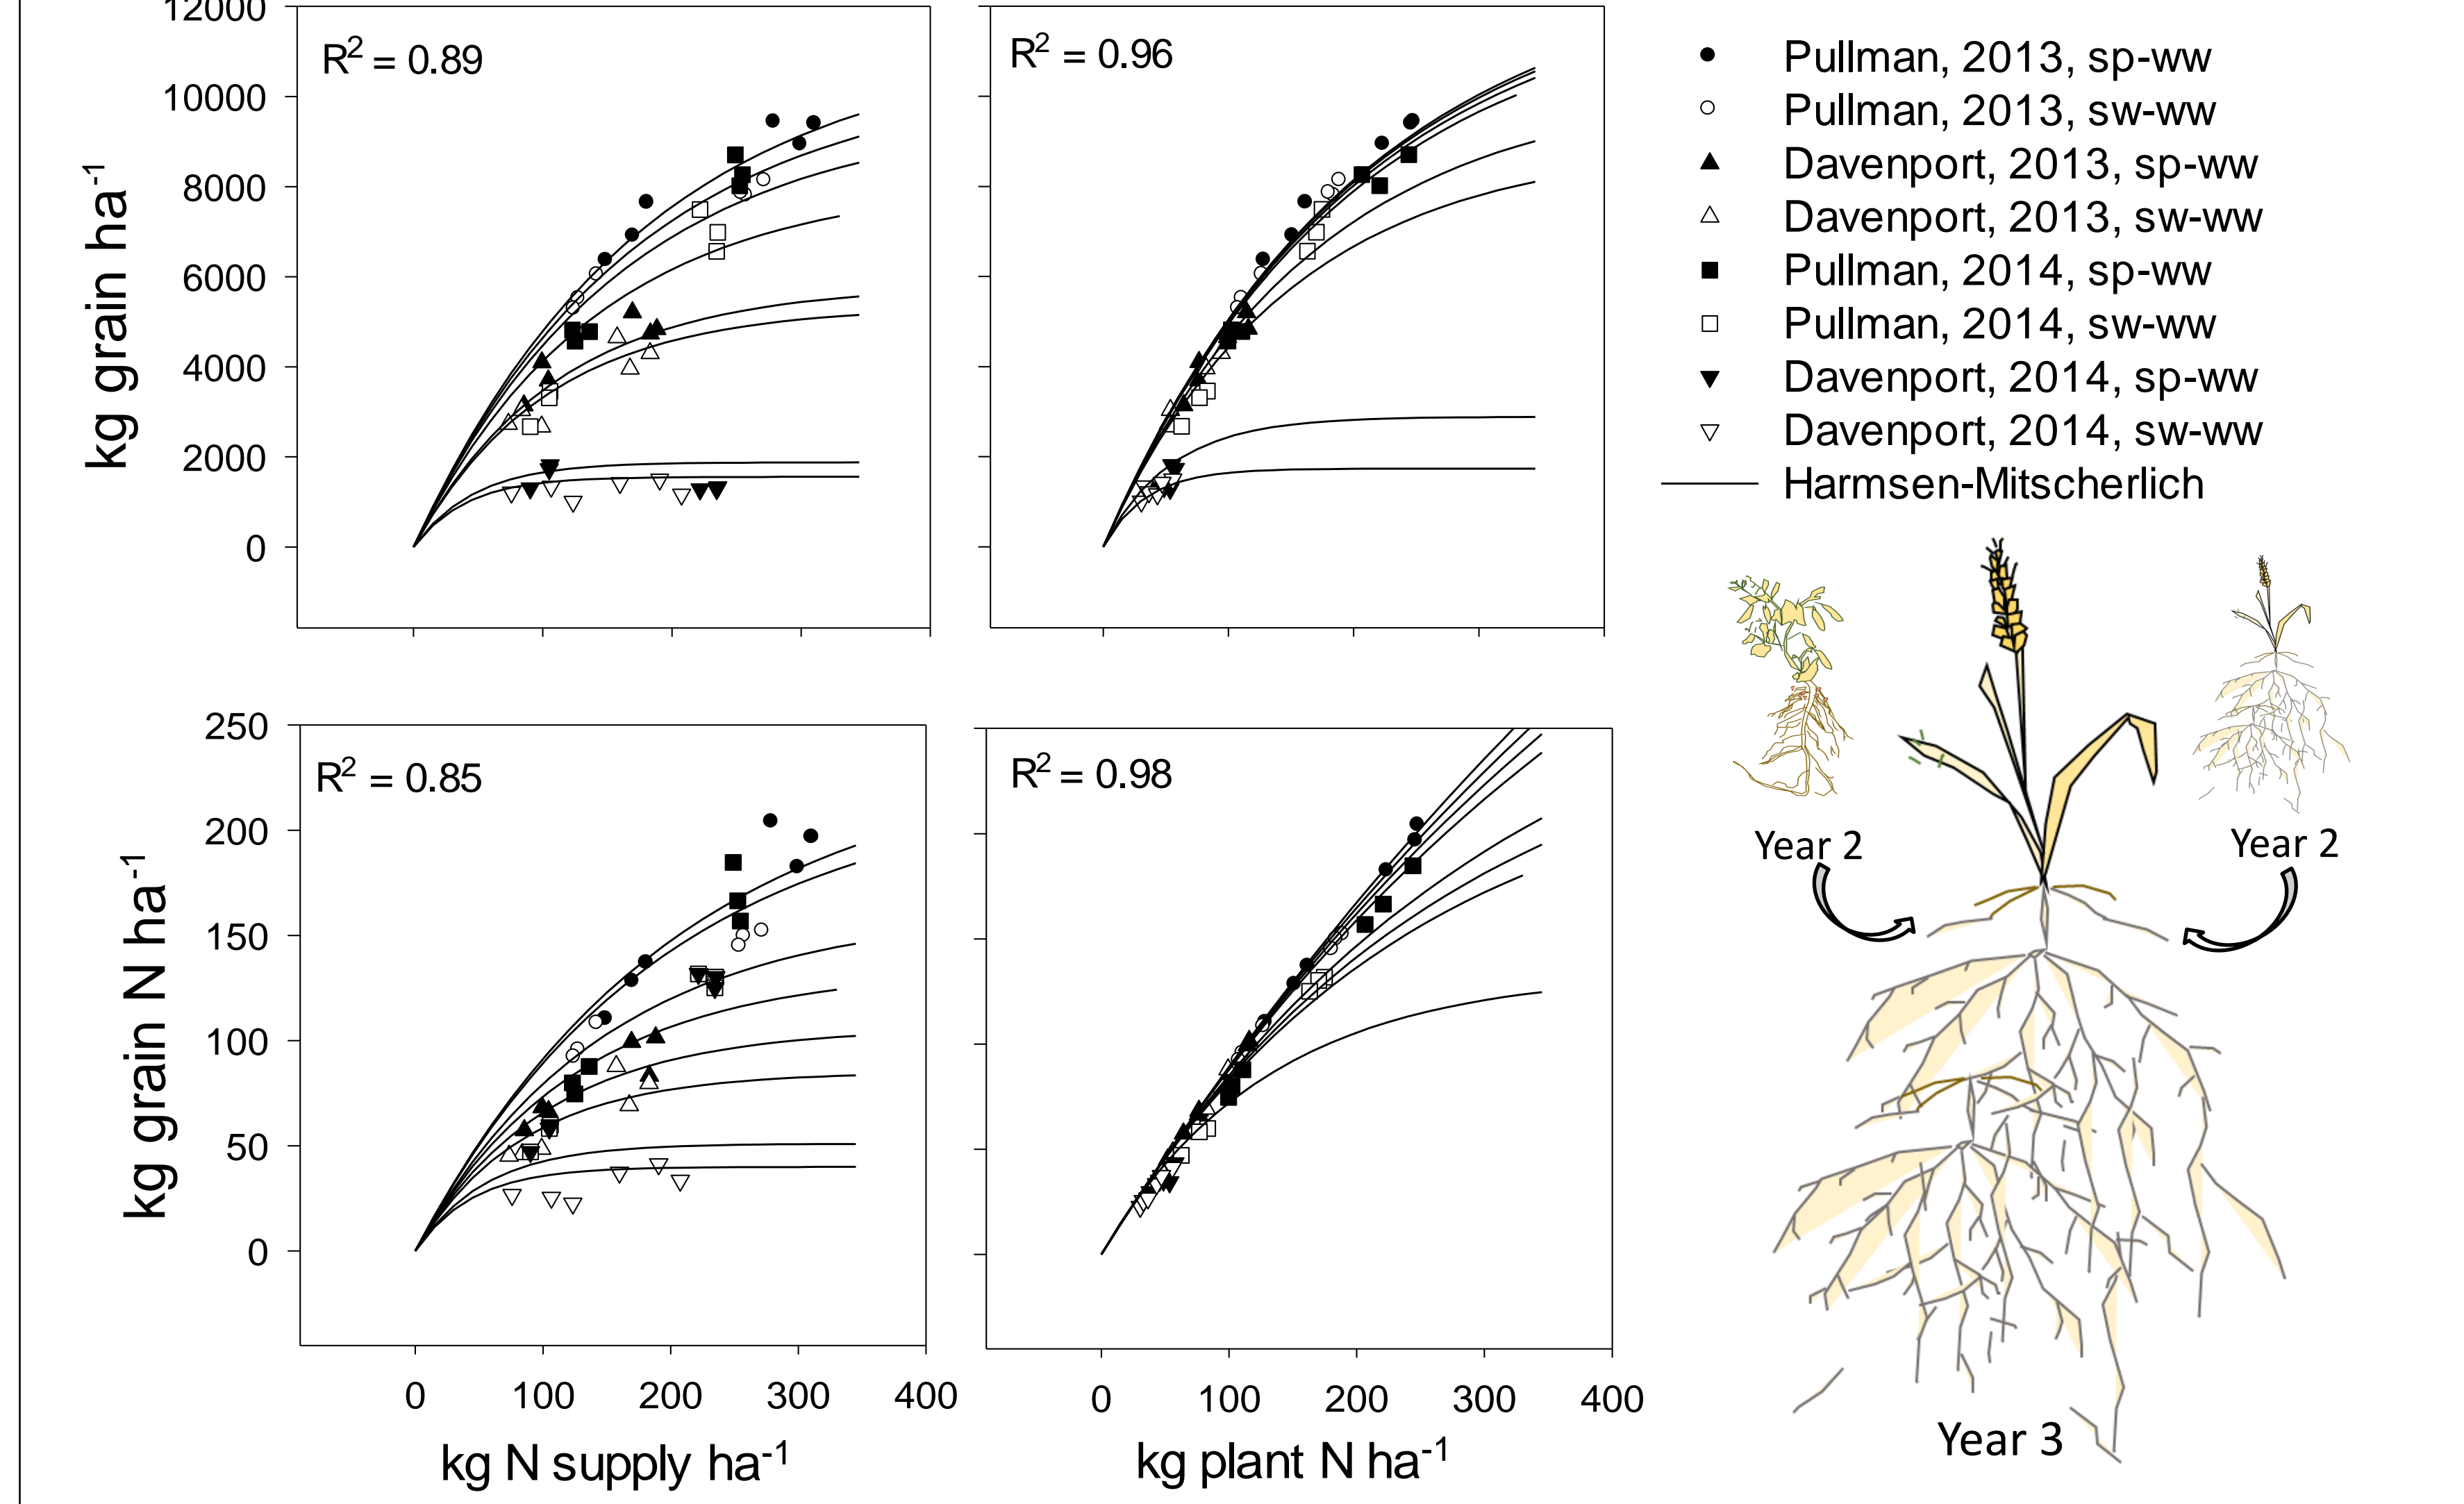 12000
10000
8000
6000
4000
2000
0
kg grain ha⁻¹
R² = 0.89
R² = 0.96
Pullman, 2013, sp-ww
Pullman, 2013, sw-ww
Davenport, 2013, sp-ww
Davenport, 2013, sw-ww
Pullman, 2014, sp-ww
Pullman, 2014, sw-ww
Davenport, 2014, sp-ww
Davenport, 2014, sw-ww
Harmsen-Mitscherlich
250
200
150
100
50
0
kg grain N ha⁻¹
R² = 0.85
R² = 0.98
0 100 200 300 400
kg N supply ha⁻¹
0 100 200 300 400
kg plant N ha⁻¹
Year 2
Year 2
Year 3